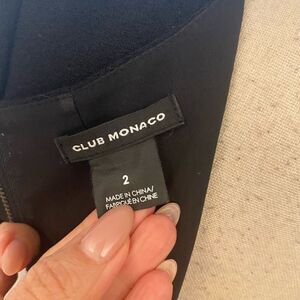 CLUB MONACO
2
MADE IN CHINA/
FABRIQUÉ EN CHINE